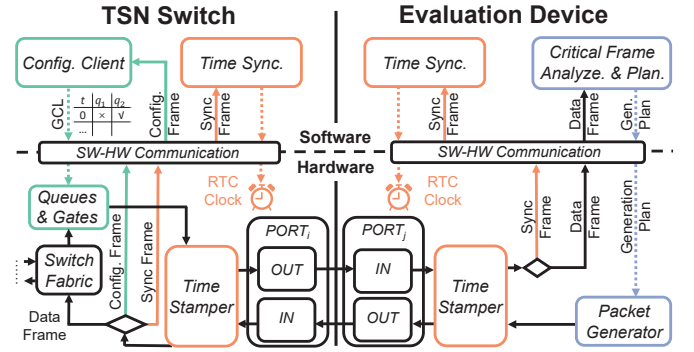 TSN Switch
Evaluation Device
Config. Client
Time Sync.
Time Sync.
Critical Frame
Analyze. & Plan.
GCL
t q1 q2
0 × √
...
Config.
Frame
Sync
Frame
Sync
Frame
Data
Frame
Gen.
Plan
Software
SW-HW Communication
SW-HW Communication
Hardware
RTC
Clock
RTC
Clock
Queues
& Gates
Switch
Fabric
......
Config. Frame
Sync Frame
Data
Frame
Time
Stamper
PORTi
OUT
IN
PORTj
IN
OUT
Time
Stamper
Sync
Frame
Data
Frame
Generation
Plan
Packet
Generator